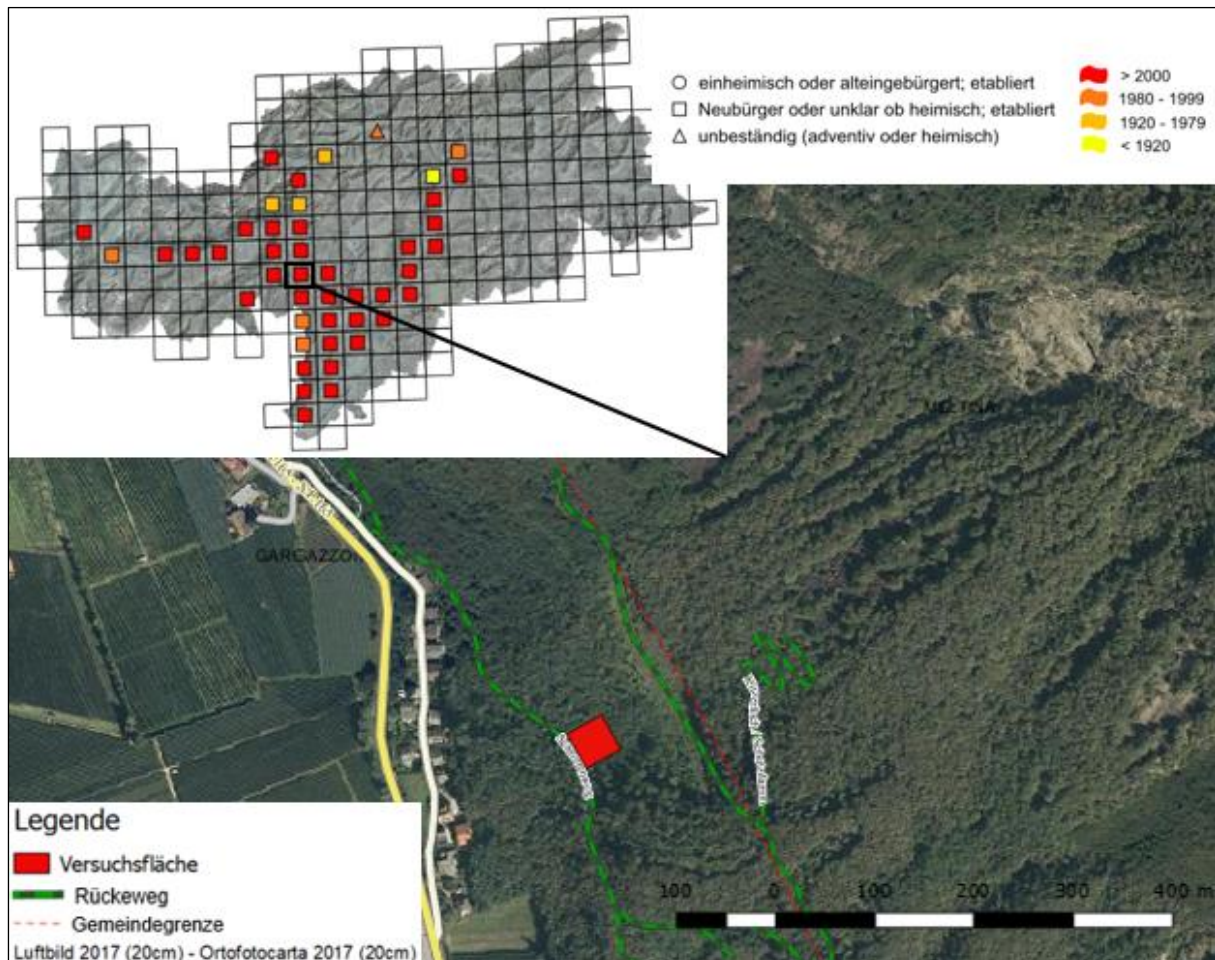 einheimisch oder alteingebürgert; etabliert
Neubürger oder unklar ob heimisch; etabliert
unbeständig (adventiv oder heimisch)
> 2000
1980 - 1999
1920 - 1979
< 1920
100 0 100 200 300 400 m
Legende
Versuchsfläche
Rückeweg
Gemeindegrenze
Luftbild 2017 (20cm) - Ortofotocarta 2017 (20cm)